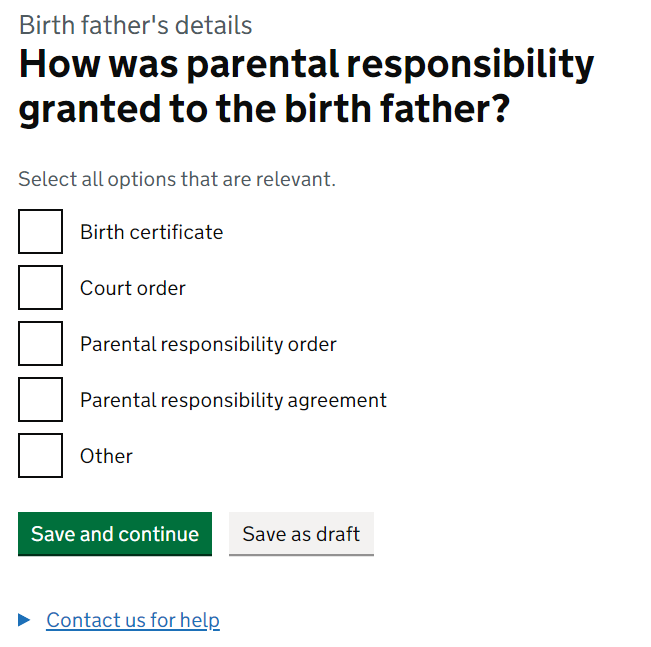 Birth father's details
How was parental responsibility
granted to the birth father?
Select all options that are relevant.
Birth certificate
Court order
Parental responsibility order
Parental responsibility agreement
Other
Save and continue
Save as draft
Contact us for help